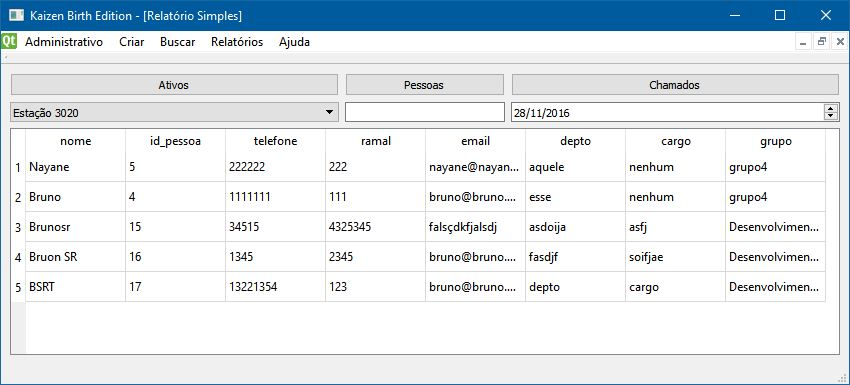 Kaizen Birth Edition - [Relatório Simples]
Qt Administrativo Criar Buscar Relatórios Ajuda
Ativos Pessoas Chamados
Estação 3020 28/11/2016
nome id_pessoa telefone ramal email depto cargo grupo
1 Nayane 5 222222 222 nayane@nayan... aquele nenhum grupo4
2 Bruno 4 1111111 111 bruno@bruno.... esse nenhum grupo4
3 Brunosr 15 34515 4325345 falsçdkfjalsdj asdoija asfj Desenvolvimen...
4 Bruon SR 16 1345 2345 bruno@bruno.... fasdjf soifjae Desenvolvimen...
5 BSRT 17 13221354 123 bruno@bruno.... depto cargo Desenvolvimen...